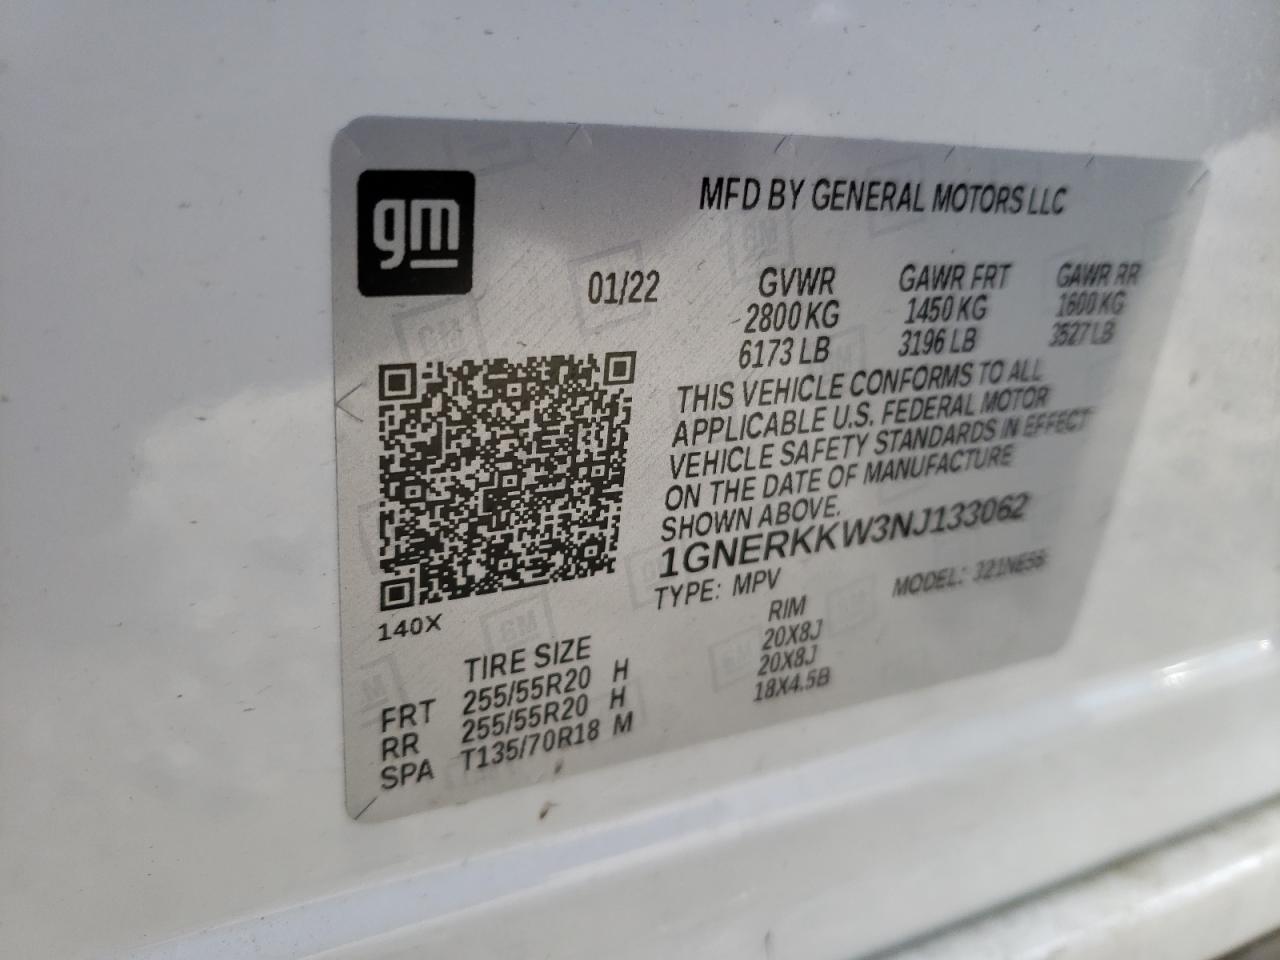 gm
MFD BY GENERAL MOTORS LLC
01/22 GVWR GAWR FRT GAWR RR
2800 KG 1450 KG 1600 KG
6173 LB 3196 LB 3527 LB
THIS VEHICLE CONFORMS TO ALL
APPLICABLE U.S. FEDERAL MOTOR
VEHICLE SAFETY STANDARDS IN EFFECT
ON THE DATE OF MANUFACTURE
SHOWN ABOVE.
1GNERKKW3NJ133062
TYPE: MPV MODEL: 321NE56
140X
TIRE SIZE RIM
FRT 255/55R20 H 20X8J
RR 255/55R20 H 20X8J
SPA T135/70R18 M 18X4.5B